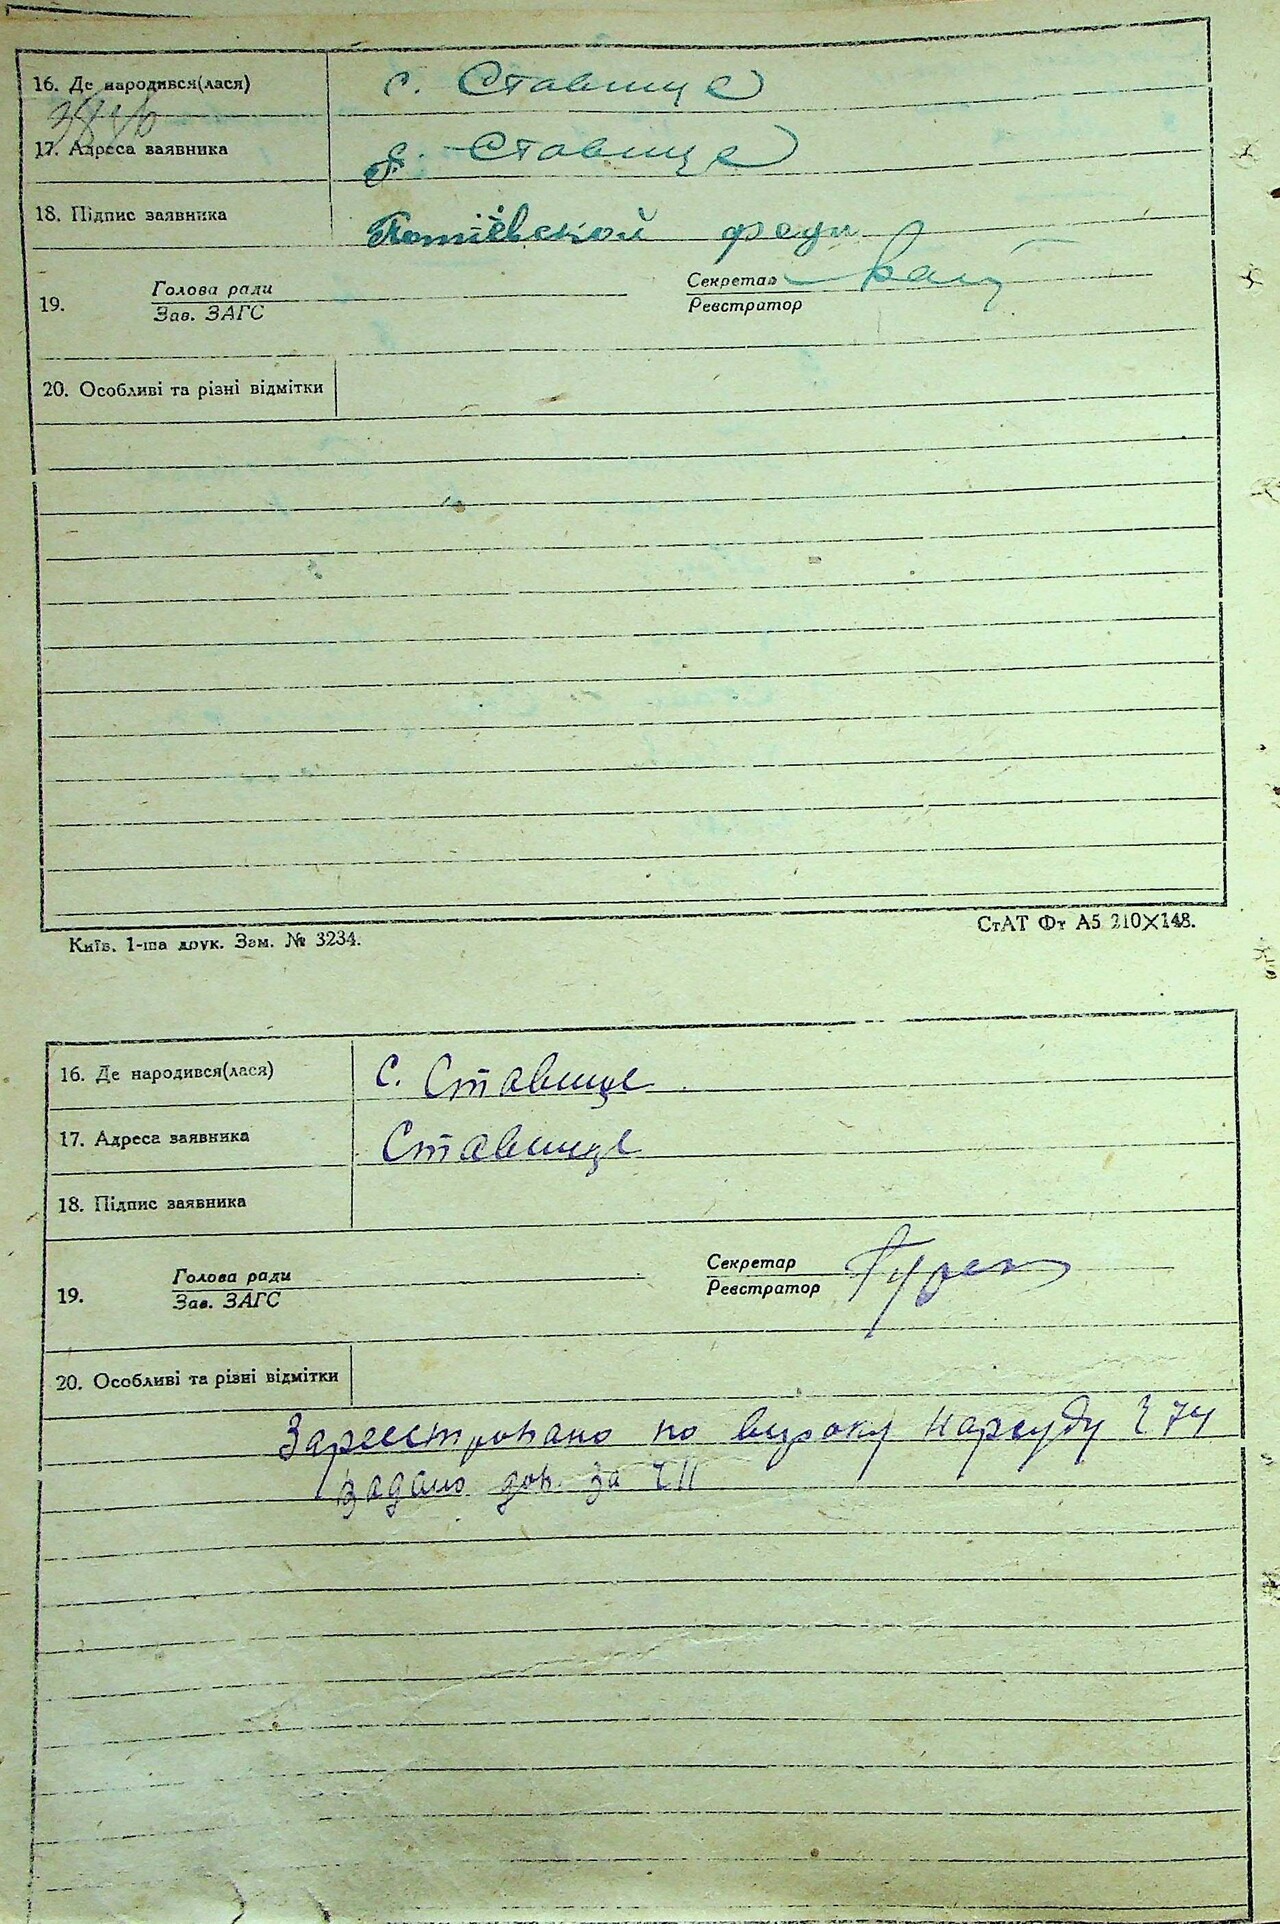 16. Де народився(лася) с. Ставище
17. Адреса заявника с. Ставище
18. Підпис заявника
19. Голова ради Секретар
Зав. ЗАГС Реєстратор
20. Особливі та різні відмітки
Київ. 1-ша друк. Зам. № 3234. СтАТ Фт А5 210×148.
16. Де народився(лася) с. Ставище
17. Адреса заявника Ставище
18. Підпис заявника
19. Голова ради Секретар
Зав. ЗАГС Реєстратор
20. Особливі та різні відмітки
Зареєстровано по вироку Нарсуду
за